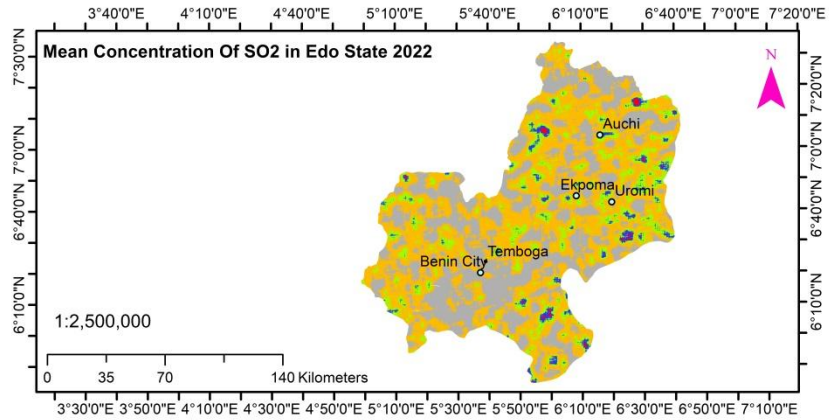 3°40'0"E 4°10'0"E 4°40'0"E 5°10'0"E 5°40'0"E 6°10'0"E 6°40'0"E 7°0'0"E 7°20'0"E
Mean Concentration Of SO2 in Edo State 2022
N
7°30'0"N
7°20'0"N
Auchi
7°0'0"N
7°0'0"N
Ekpoma
Uromi
6°40'0"N
6°40'0"N
Temboga
Benin City
6°10'0"N
6°10'0"N
1:2,500,000
0 35 70 140 Kilometers
3°30'0"E 3°50'0"E 4°10'0"E 4°30'0"E 4°50'0"E 5°10'0"E 5°30'0"E 5°50'0"E 6°10'0"E 6°30'0"E 6°50'0"E 7°10'0"E